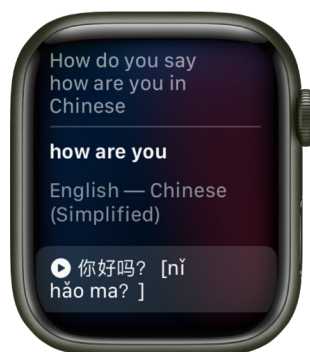 How do you say
how are you in
Chinese
how are you
English — Chinese
(Simplified)
你好吗？ [nǐ
hǎo ma? ]